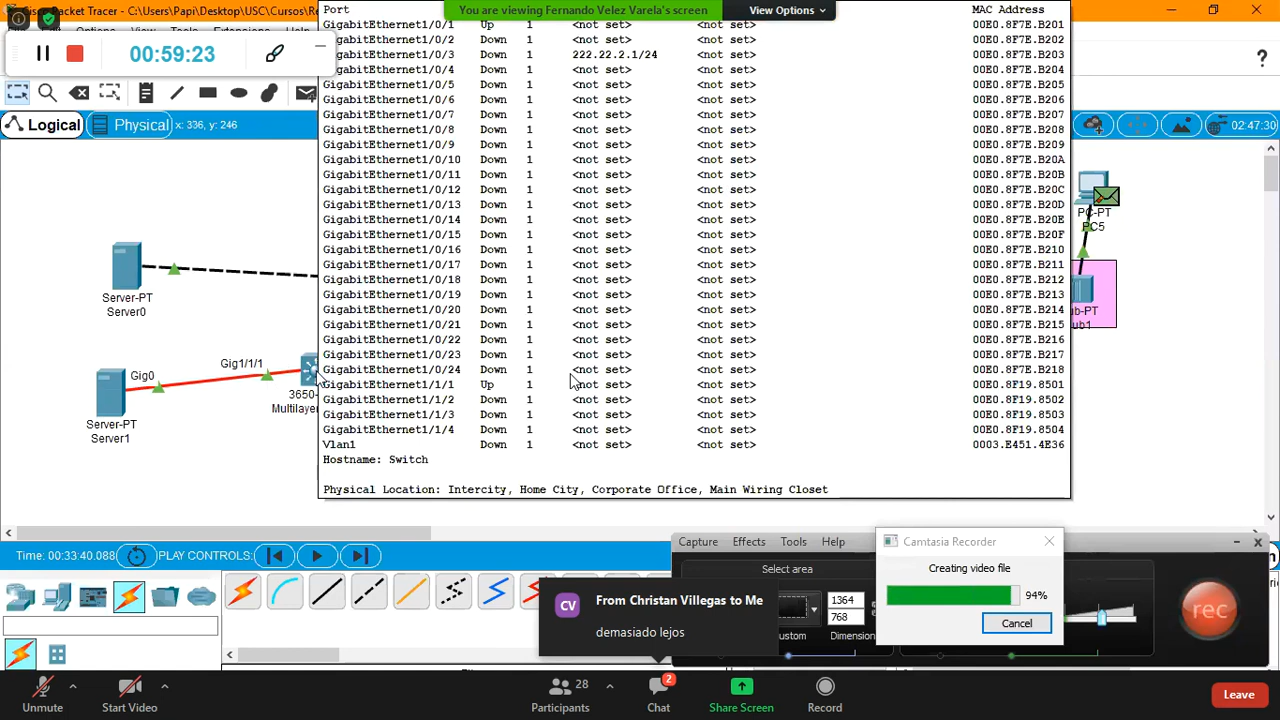 Cisco Packet Tracer - C:\Users\Papi\Desktop\USC\Cursos\Re
You are viewing Fernando Velez Varela's screen
View Options
00:59:23
Logical
Physical
x: 336, y: 246
02:47:30
Port MAC Address
GigabitEthernet1/0/1 Up 1 00E0.8F7E.B201
GigabitEthernet1/0/2 Down 1 <not set> <not set> 00E0.8F7E.B202
GigabitEthernet1/0/3 Down 1 222.22.2.1/24 <not set> 00E0.8F7E.B203
GigabitEthernet1/0/4 Down 1 <not set> <not set> 00E0.8F7E.B204
GigabitEthernet1/0/5 Down 1 <not set> <not set> 00E0.8F7E.B205
GigabitEthernet1/0/6 Down 1 <not set> <not set> 00E0.8F7E.B206
GigabitEthernet1/0/7 Down 1 <not set> <not set> 00E0.8F7E.B207
GigabitEthernet1/0/8 Down 1 <not set> <not set> 00E0.8F7E.B208
GigabitEthernet1/0/9 Down 1 <not set> <not set> 00E0.8F7E.B209
GigabitEthernet1/0/10 Down 1 <not set> <not set> 00E0.8F7E.B20A
GigabitEthernet1/0/11 Down 1 <not set> <not set> 00E0.8F7E.B20B
GigabitEthernet1/0/12 Down 1 <not set> <not set> 00E0.8F7E.B20C
GigabitEthernet1/0/13 Down 1 <not set> <not set> 00E0.8F7E.B20D
GigabitEthernet1/0/14 Down 1 <not set> <not set> 00E0.8F7E.B20E
GigabitEthernet1/0/15 Down 1 <not set> <not set> 00E0.8F7E.B20F
GigabitEthernet1/0/16 Down 1 <not set> <not set> 00E0.8F7E.B210
GigabitEthernet1/0/17 Down 1 <not set> <not set> 00E0.8F7E.B211
GigabitEthernet1/0/18 Down 1 <not set> <not set> 00E0.8F7E.B212
GigabitEthernet1/0/19 Down 1 <not set> <not set> 00E0.8F7E.B213
GigabitEthernet1/0/20 Down 1 <not set> <not set> 00E0.8F7E.B214
GigabitEthernet1/0/21 Down 1 <not set> <not set> 00E0.8F7E.B215
GigabitEthernet1/0/22 Down 1 <not set> <not set> 00E0.8F7E.B216
GigabitEthernet1/0/23 Down 1 <not set> <not set> 00E0.8F7E.B217
GigabitEthernet1/0/24 Down 1 <not set> <not set> 00E0.8F7E.B218
GigabitEthernet1/1/1 Up 1 <not set> <not set> 00E0.8F19.8501
GigabitEthernet1/1/2 Down 1 <not set> <not set> 00E0.8F19.8502
GigabitEthernet1/1/3 Down 1 <not set> <not set> 00E0.8F19.8503
GigabitEthernet1/1/4 Down 1 <not set> <not set> 00E0.8F19.8504
Vlan1 Down 1 <not set> <not set> 0003.E451.4E36
Hostname: Switch
Physical Location: Intercity, Home City, Corporate Office, Main Wiring Closet
Server-PT
Server0
Gig1/1/1
Gig0
Server-PT
Server1
3650-
Multilayer
PC-PT
PC5
ub-PT
ub1
Time: 00:33:40.088
PLAY CONTROLS:
Capture Effects Tools Help
Select area
1364
768
ustom
Dimension
rec
Camtasia Recorder
Creating video file
94%
Cancel
CV
From Christan Villegas to Me
demasiado lejos
Unmute
Start Video
28
Participants
2
Chat
Share Screen
Record
Leave